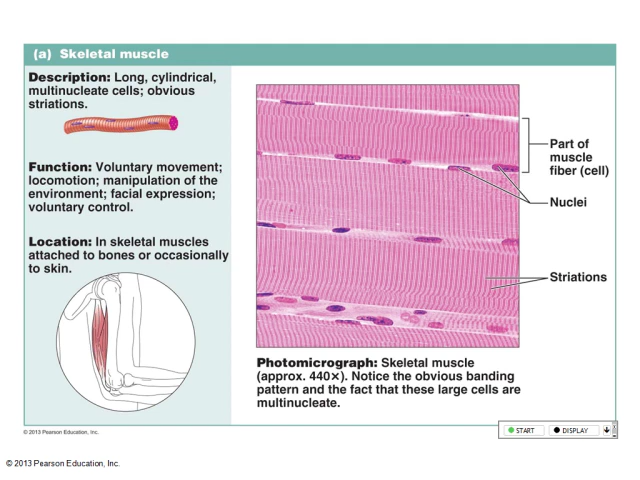 (a) Skeletal muscle
Description: Long, cylindrical,
multinucleate cells; obvious
striations.
Function: Voluntary movement;
locomotion; manipulation of the
environment; facial expression;
voluntary control.
Location: In skeletal muscles
attached to bones or occasionally
to skin.
Part of
muscle
fiber (cell)
Nuclei
Striations
Photomicrograph: Skeletal muscle
(approx. 440×). Notice the obvious banding
pattern and the fact that these large cells are
multinucleate.
© 2013 Pearson Education, Inc.
START DISPLAY
© 2013 Pearson Education, Inc.